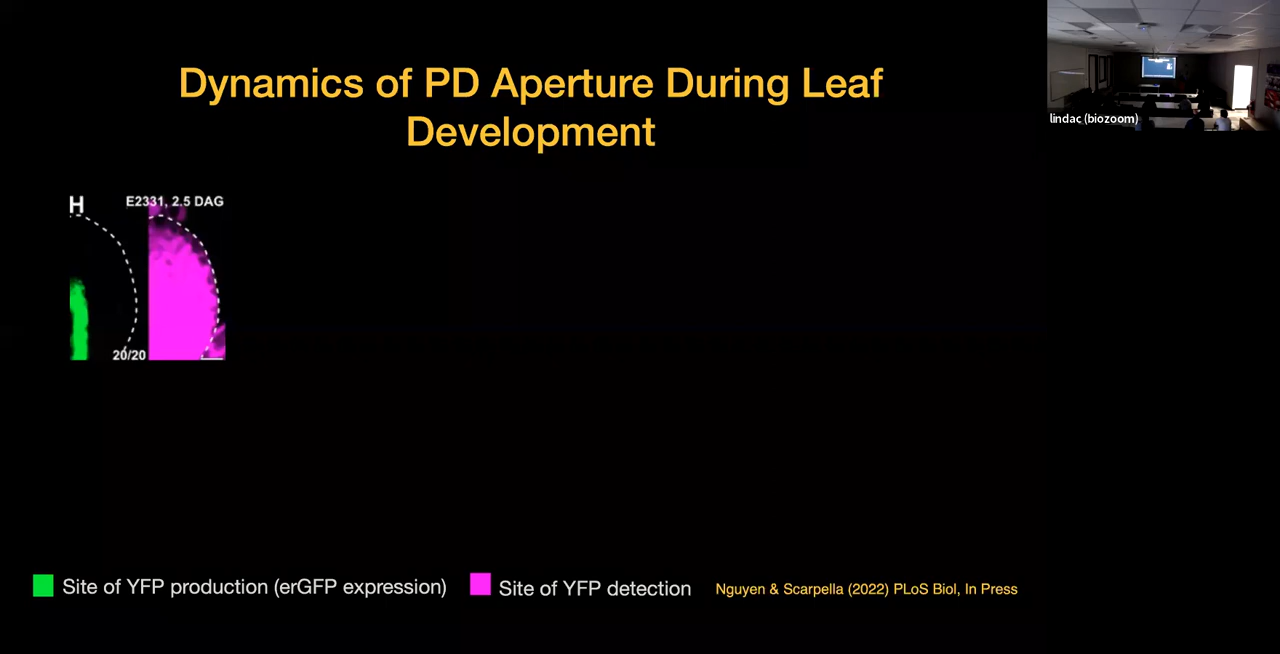 Dynamics of PD Aperture During Leaf
Development
lindac (biozoom)
H
E2331, 2.5 DAG
20/20
Site of YFP production (erGFP expression)
Site of YFP detection
Nguyen & Scarpella (2022) PLoS Biol, In Press